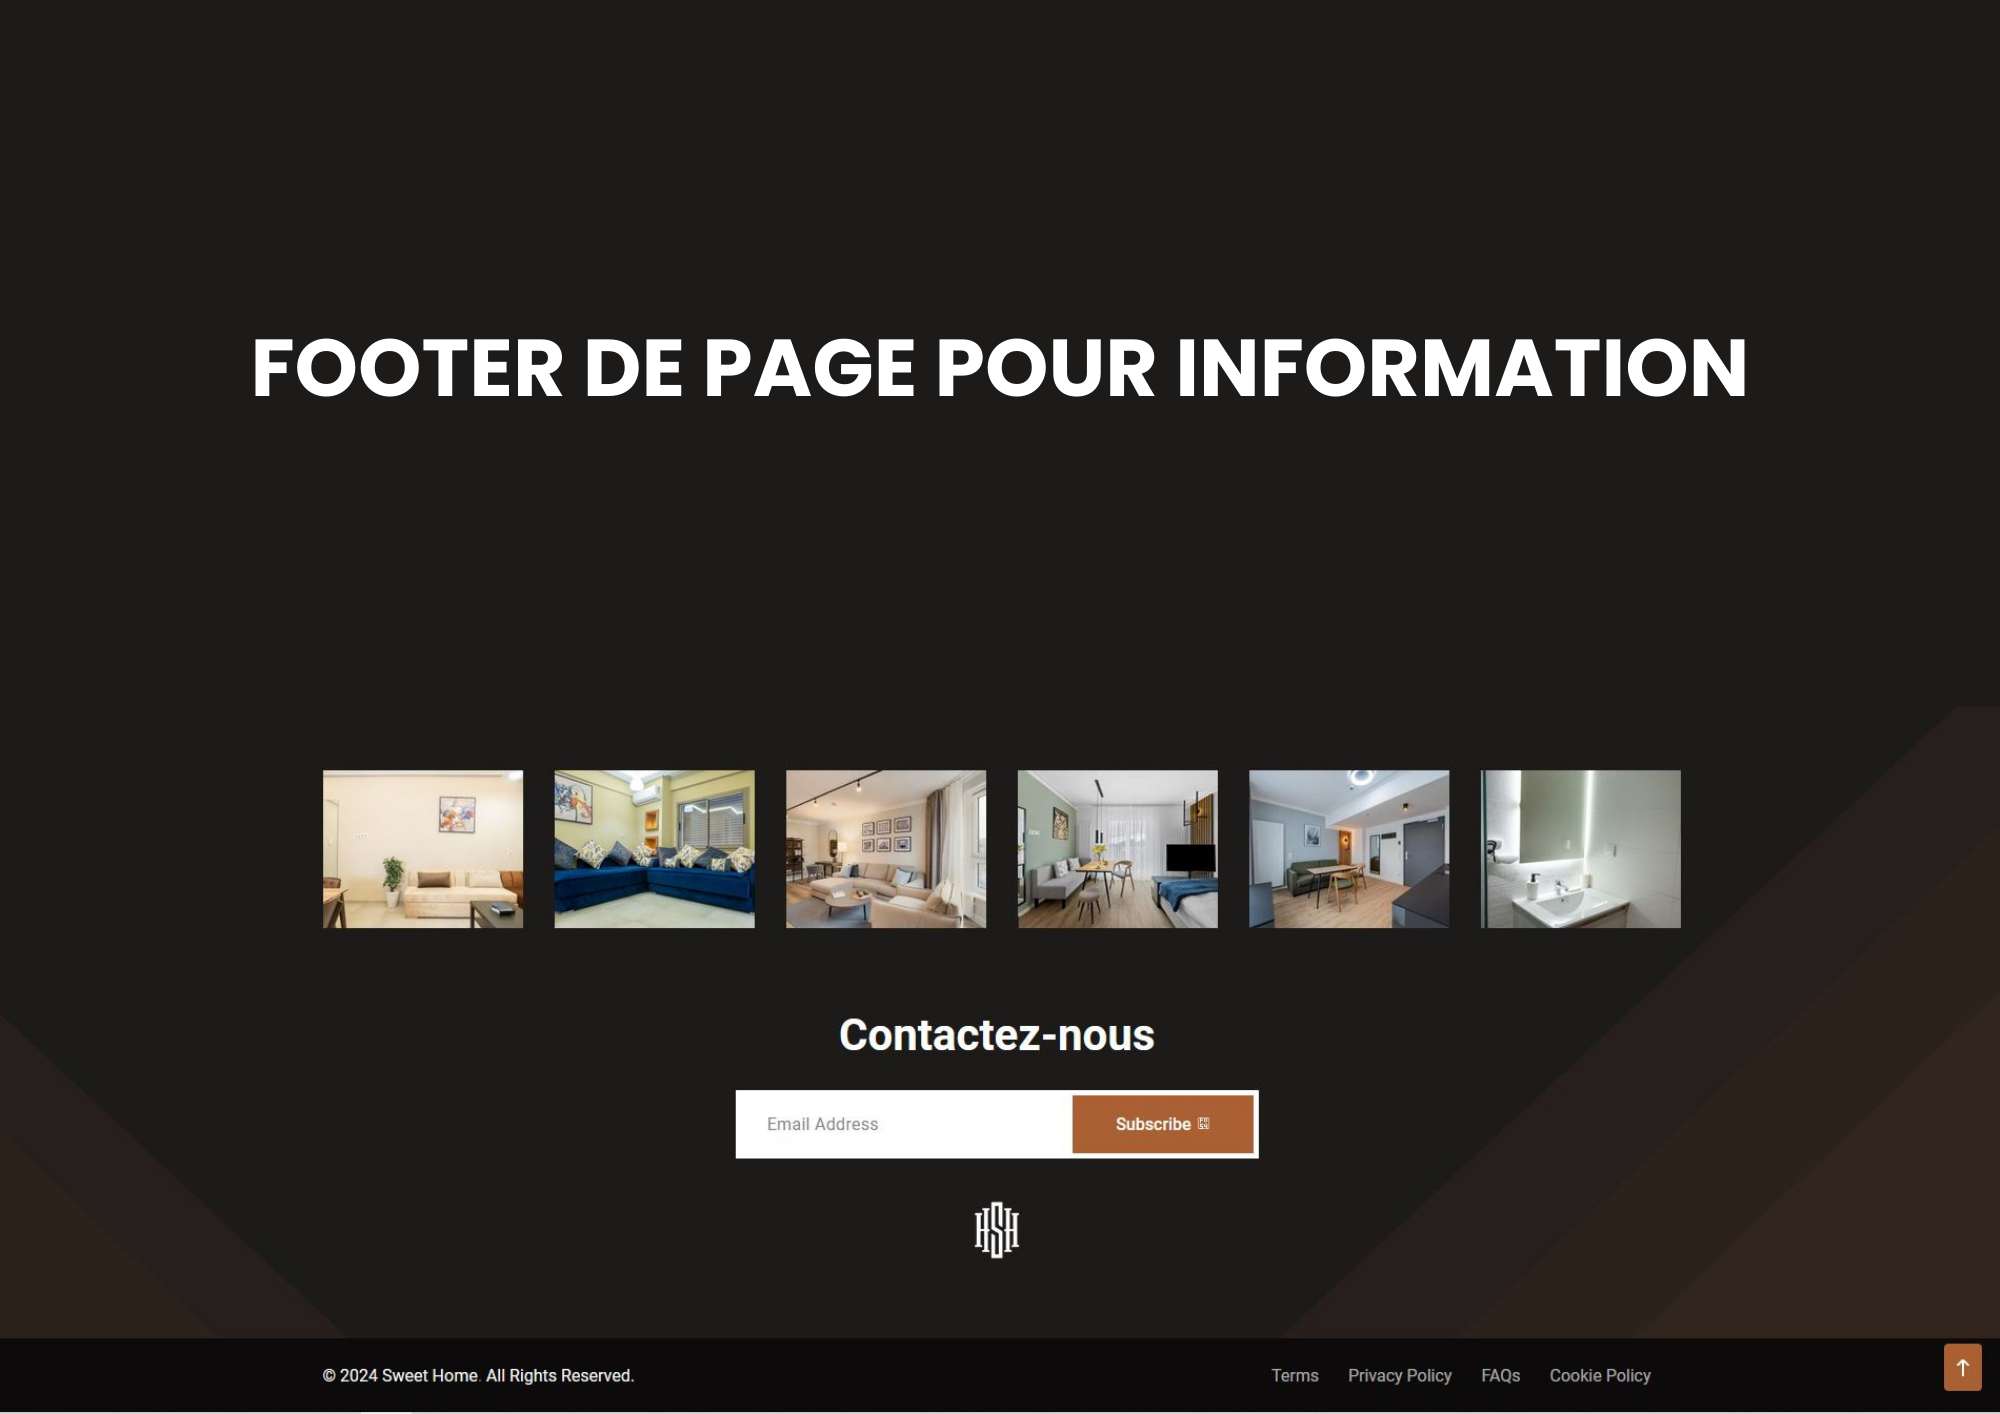 FOOTER DE PAGE POUR INFORMATION
Contactez-nous
Email Address
Subscribe
HSH
© 2024 Sweet Home. All Rights Reserved.
Terms Privacy Policy FAQs Cookie Policy